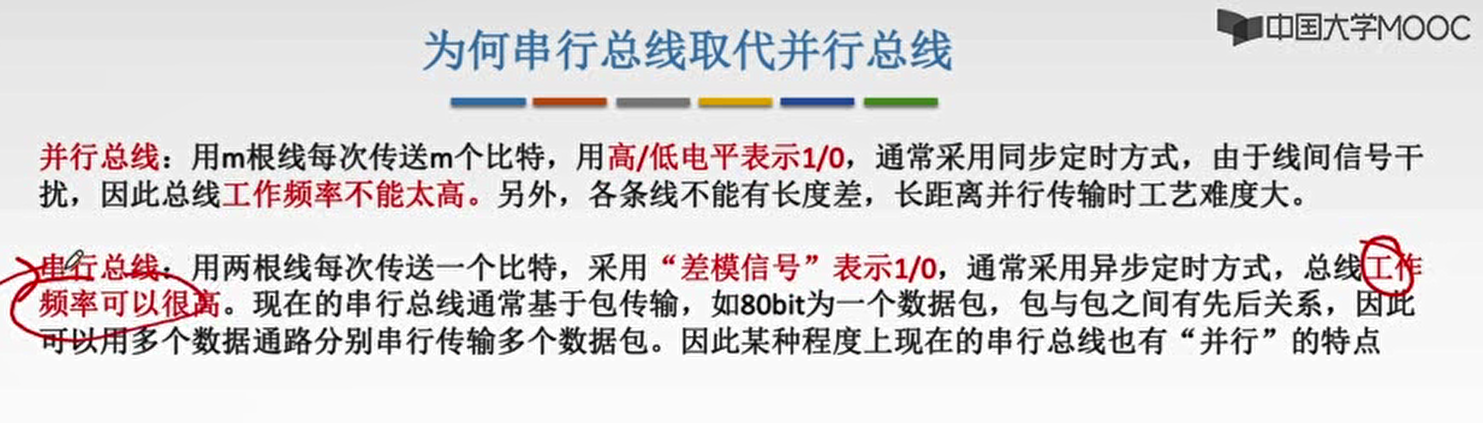 中国大学MOOC
为何串行总线取代并行总线
并行总线：用m根线每次传送m个比特，用高/低电平表示1/0，通常采用同步定时方式，由于线间信号干
扰，因此总线工作频率不能太高。另外，各条线不能有长度差，长距离并行传输时工艺难度大。
串行总线：用两根线每次传送一个比特，采用“差模信号”表示1/0，通常采用异步定时方式，总线工作
频率可以很高。现在的串行总线通常基于包传输，如80bit为一个数据包，包与包之间有先后关系，因此
可以用多个数据通路分别串行传输多个数据包。因此某种程度上现在的串行总线也有“并行”的特点